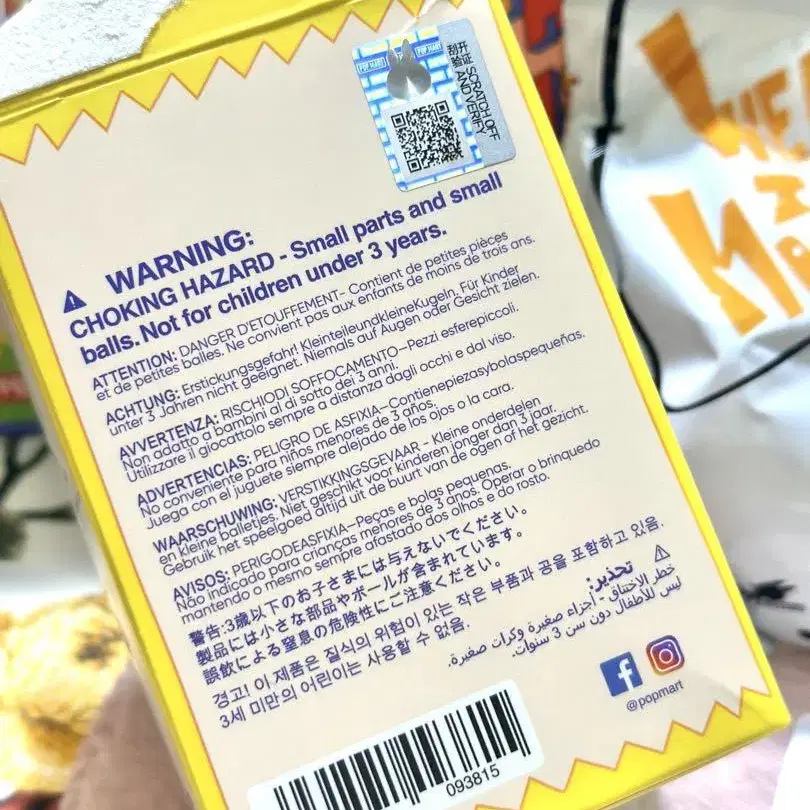 POP MART
POP MART
POP MART
刮开
验证
SCRATCH OFF
AND VERIFY
WARNING:
CHOKING HAZARD - Small parts and small
balls. Not for children under 3 years.
ATTENTION: DANGER D'ETOUFFEMENT- Contient de petites pièces
et de petites balles. Ne convient pas aux enfants de moins de trois ans.
ACHTUNG: Erstickungsgefahr! KleinteileundkleineKugeln. Für Kinder
unter 3 Jahren nicht geeignet. Niemals auf Augen oder Gesicht zielen.
AVVERTENZA: RISCHIODI SOFFOCAMENTO-Pezzi esferepiccoli.
Non adatto a bambini al di sotto dei 3 anni.
Utilizzare il giocattolo sempre a distanza dagli occhi e dal viso.
ADVERTENCIAS: PELIGRO DE ASFIXIA-Contienepiezasybolaspequeñas.
No conveniente para niños menores de 3 años.
Juega con el juguete siempre alejado de los ojos o la cara.
WAARSCHUWING: VERSTIKKINGSGEVAAR - Kleine onderdelen
en kleine balletjes. Niet geschikt voor kinderen jonger dan 3 jaar.
Gebruik het speelgoed altijd uit de buurt van de ogen of het gezicht.
AVISOS: PERIGODEASFIXIA-Peças e bolas pequenas.
Não indicado para crianças menores de 3 anos. Operar o brinquedo
mantendo o mesmo sempre afastado dos olhos e do rosto.
警告:3歳以下のお子さまには与えないでください。
製品には小さな部品やボールが含まれています。
誤飲による窒息の危険性にご注意ください。
경고! 이 제품은 질식의 위험이 있는 작은 부품과 공을 포함하고 있음.
3세 미만의 어린이는 사용할 수 없음.
تحذير:
خطر الاختناق - أجزاء صغيرة وكرات صغيرة.
ليس للأطفال دون سن 3 سنوات.
@popmart
093815